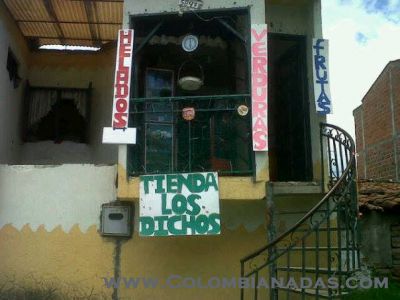 HELADOS
VERDURAS
FRUTAS
TIENDA
LOS
DICHOS
www.Colombianadas.com